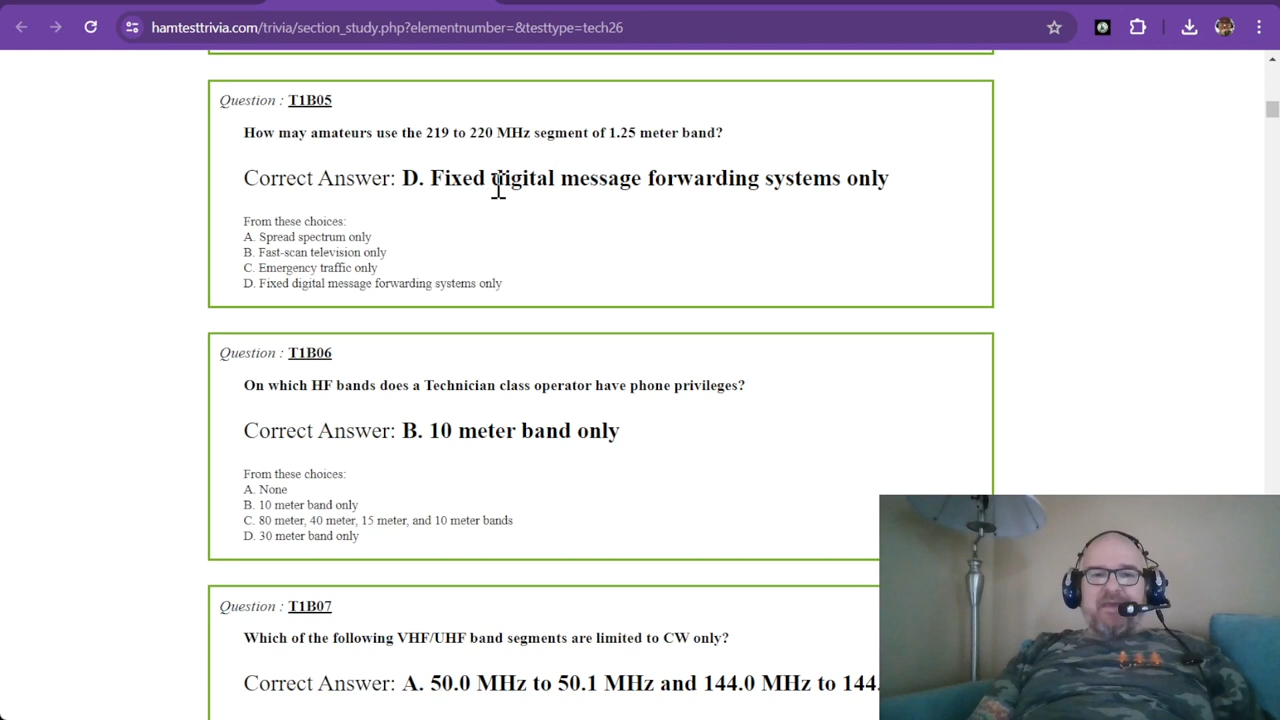 hamtesttrivia.com/trivia/section_study.php?elementnumber=&testtype=tech26
Question : T1B05
How may amateurs use the 219 to 220 MHz segment of 1.25 meter band?
Correct Answer: D. Fixed digital message forwarding systems only
From these choices:
A. Spread spectrum only
B. Fast-scan television only
C. Emergency traffic only
D. Fixed digital message forwarding systems only
Question : T1B06
On which HF bands does a Technician class operator have phone privileges?
Correct Answer: B. 10 meter band only
From these choices:
A. None
B. 10 meter band only
C. 80 meter, 40 meter, 15 meter, and 10 meter bands
D. 30 meter band only
Question : T1B07
Which of the following VHF/UHF band segments are limited to CW only?
Correct Answer: A. 50.0 MHz to 50.1 MHz and 144.0 MHz to 144.